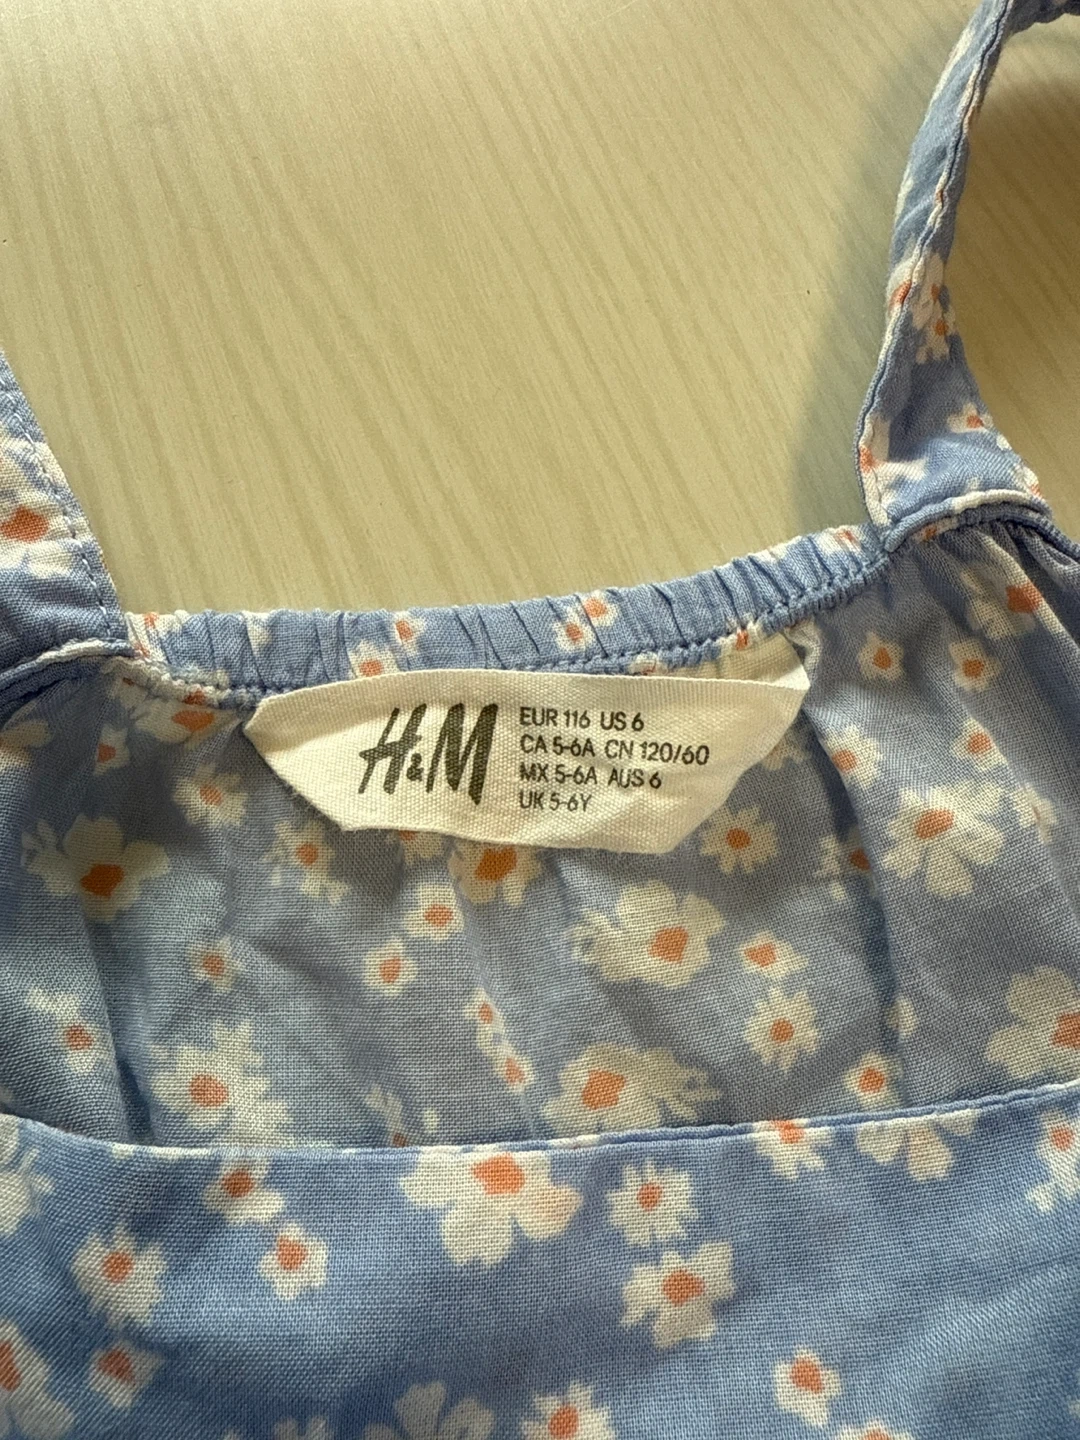 H&M
EUR 116 US 6
CA 5-6A CN 120/60
MX 5-6A AUS 6
UK 5-6Y